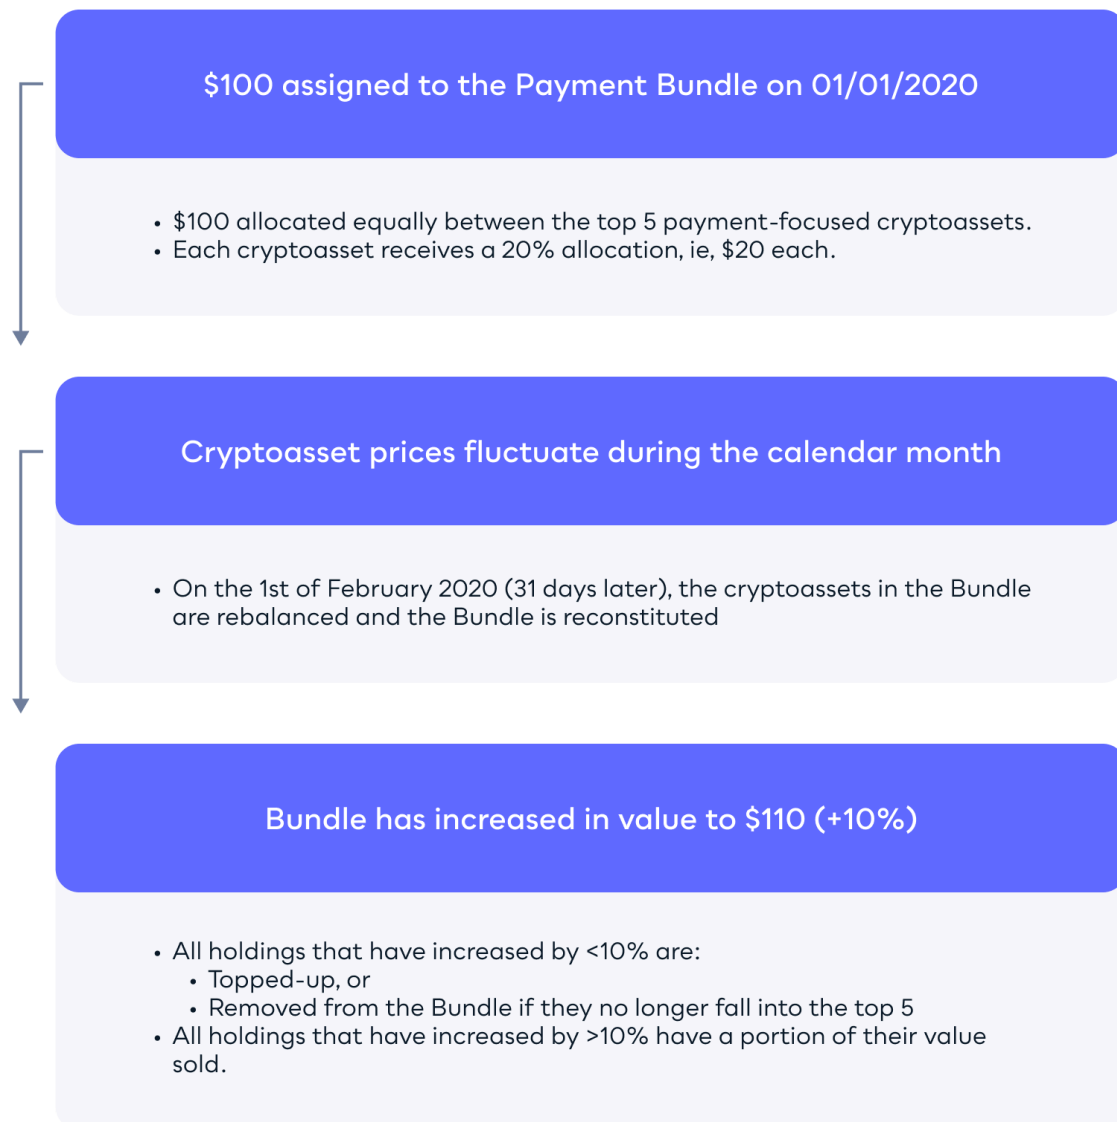 $100 assigned to the Payment Bundle on 01/01/2020
• $100 allocated equally between the top 5 payment-focused cryptoassets.
• Each cryptoasset receives a 20% allocation, ie, $20 each.
Cryptoasset prices fluctuate during the calendar month
• On the 1st of February 2020 (31 days later), the cryptoassets in the Bundle
are rebalanced and the Bundle is reconstituted
Bundle has increased in value to $110 (+10%)
• All holdings that have increased by <10% are:
• Topped-up, or
• Removed from the Bundle if they no longer fall into the top 5
• All holdings that have increased by >10% have a portion of their value
sold.